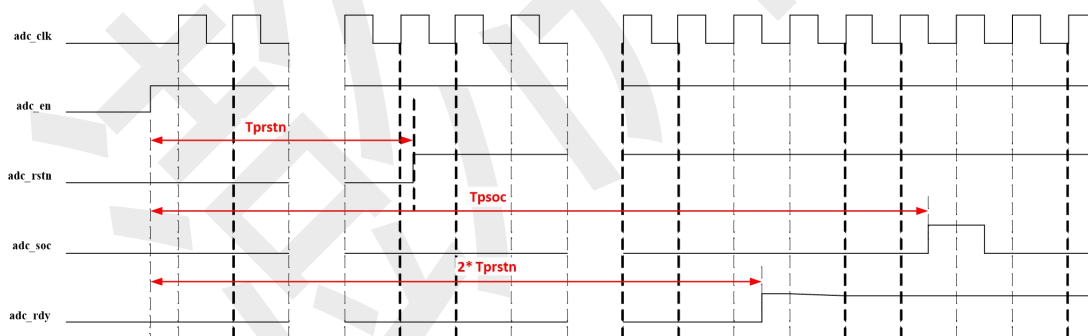 adc_clk
adc_en
Tprstn
adc_rstn
Tpsoc
adc_soc
2* Tprstn
adc_rdy